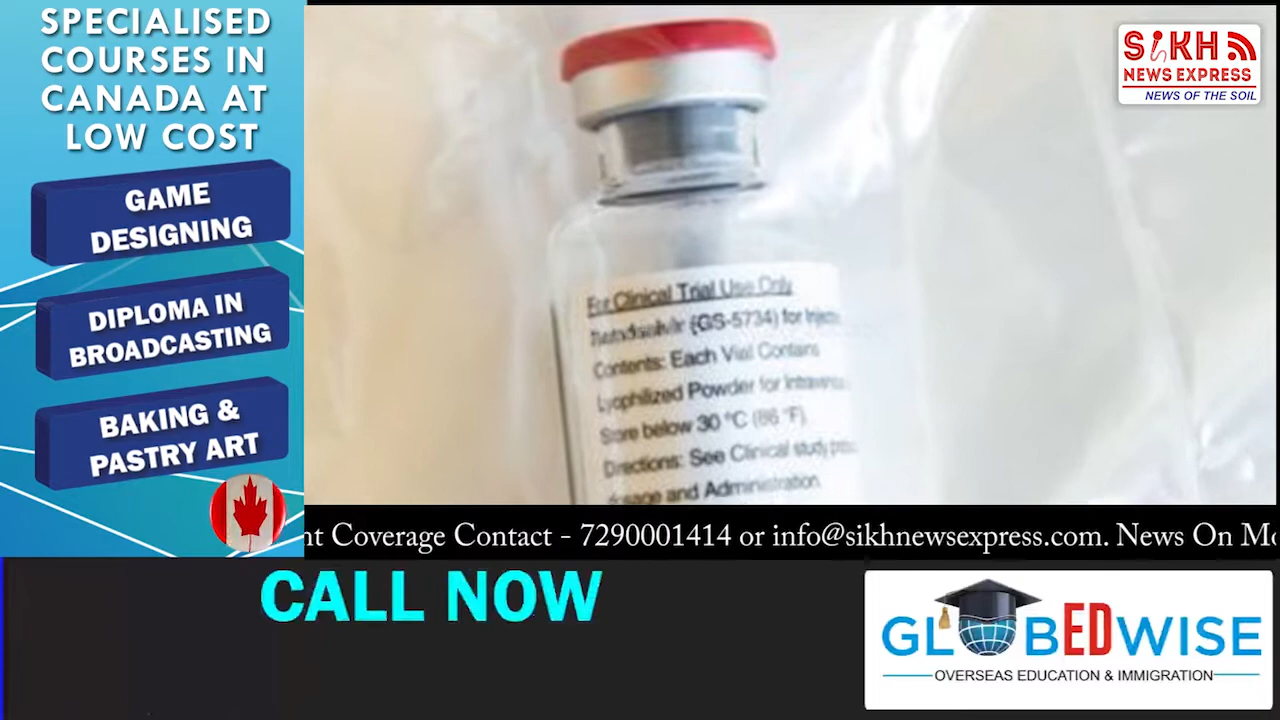 SPECIALISED
COURSES IN
CANADA AT
LOW COST
GAME
DESIGNING
DIPLOMA IN
BROADCASTING
BAKING &
PASTRY ART
SIKH
NEWS EXPRESS
NEWS OF THE SOIL
For Clinical Trial Use Only
(GS-5734) for
Contents: Each Vial Contains
Lyophilized Powder for
Store below 30 °C (86 °F)
Directions: See Clinical study
dosage and Administration
nt Coverage Contact - 7290001414 or info@sikhnewsexpress.com. News On Mo
CALL NOW
GLOBEDWISE
OVERSEAS EDUCATION & IMMIGRATION